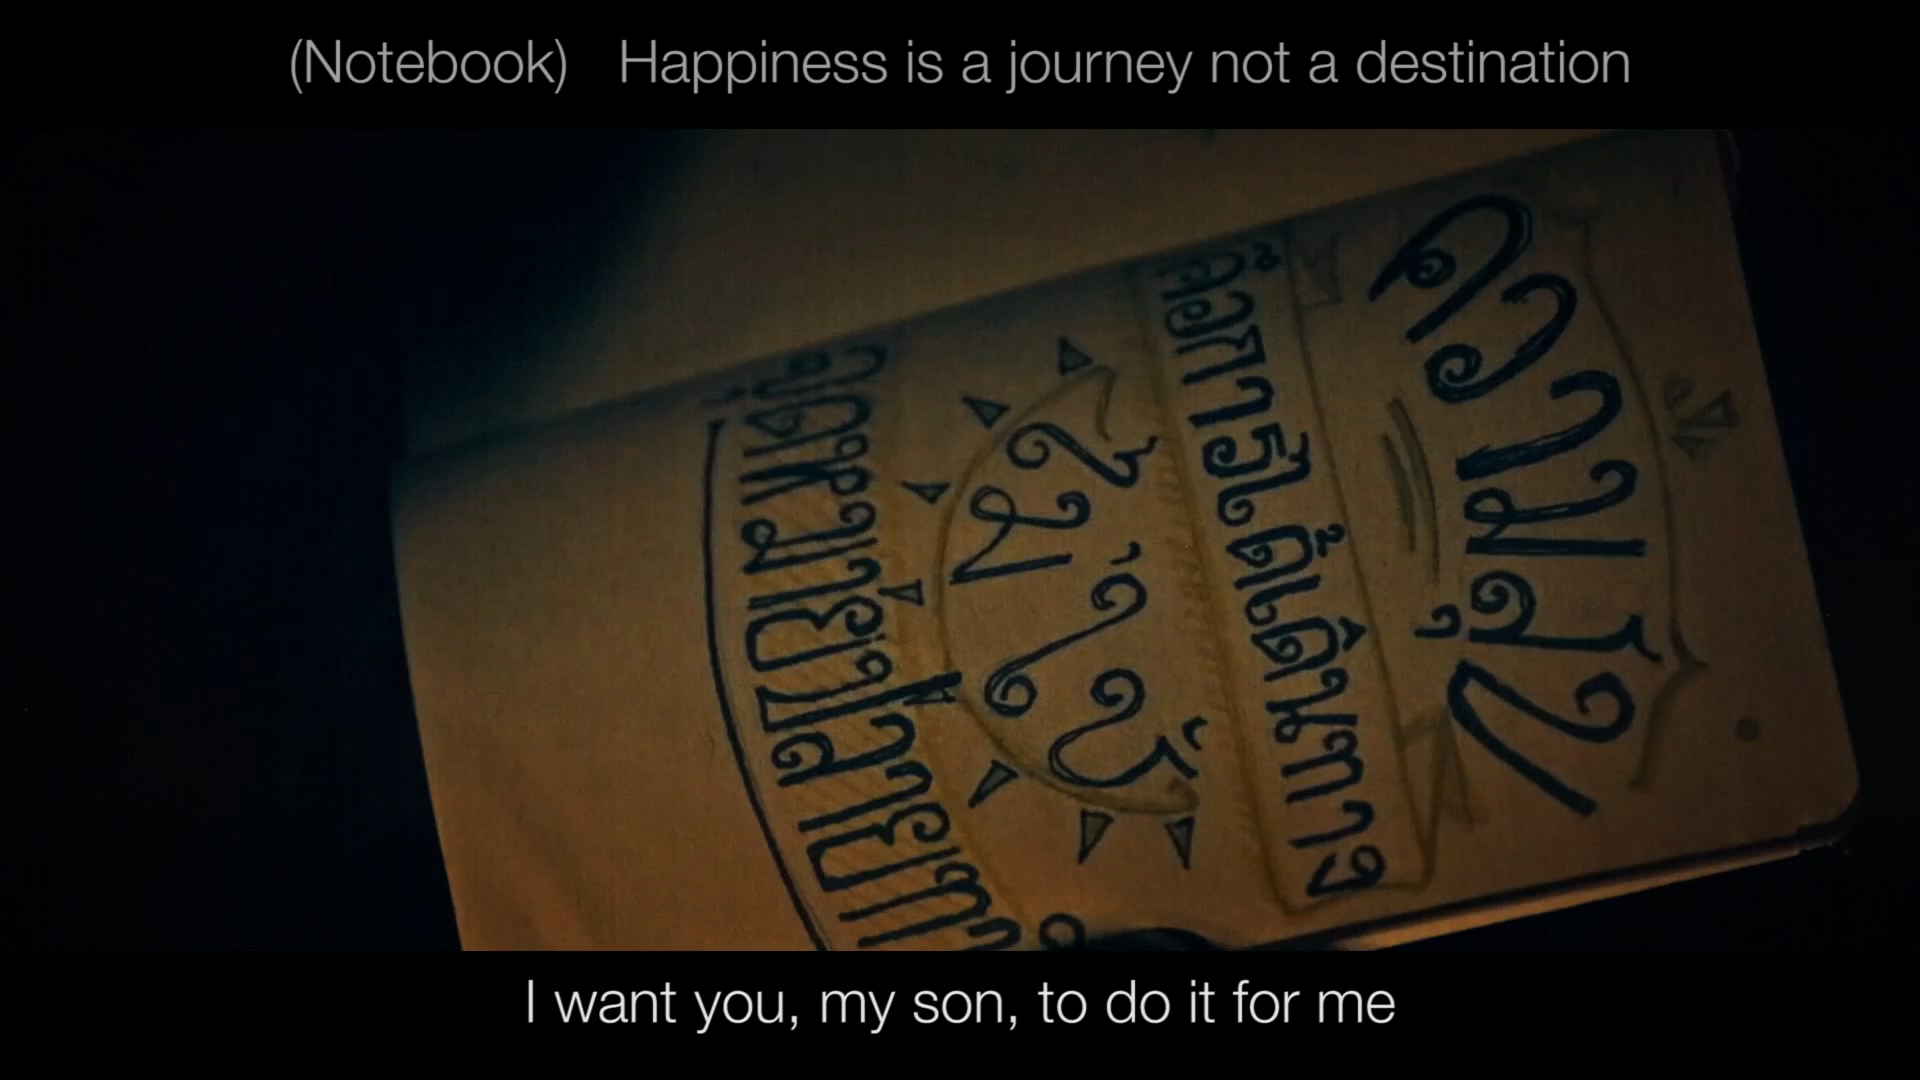 (Notebook) Happiness is a journey not a destination
ความสุข
คือการได้เดินทาง
ไม่ใช่
จุดหมายปลายทาง
I want you, my son, to do it for me